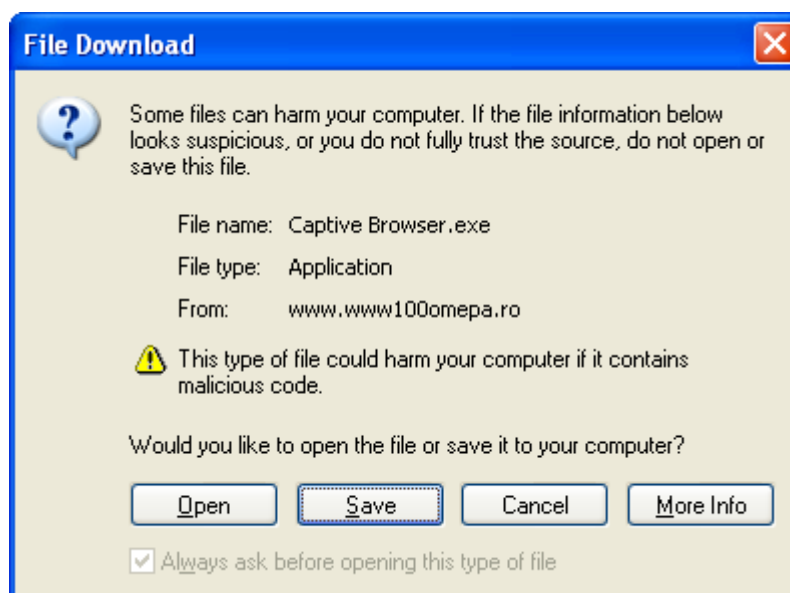 File Download
Some files can harm your computer. If the file information below
looks suspicious, or you do not fully trust the source, do not open or
save this file.
File name: Captive Browser.exe
File type: Application
From: www.www100omepa.ro
This type of file could harm your computer if it contains
malicious code.
Would you like to open the file or save it to your computer?
Open Save Cancel More Info
Always ask before opening this type of file